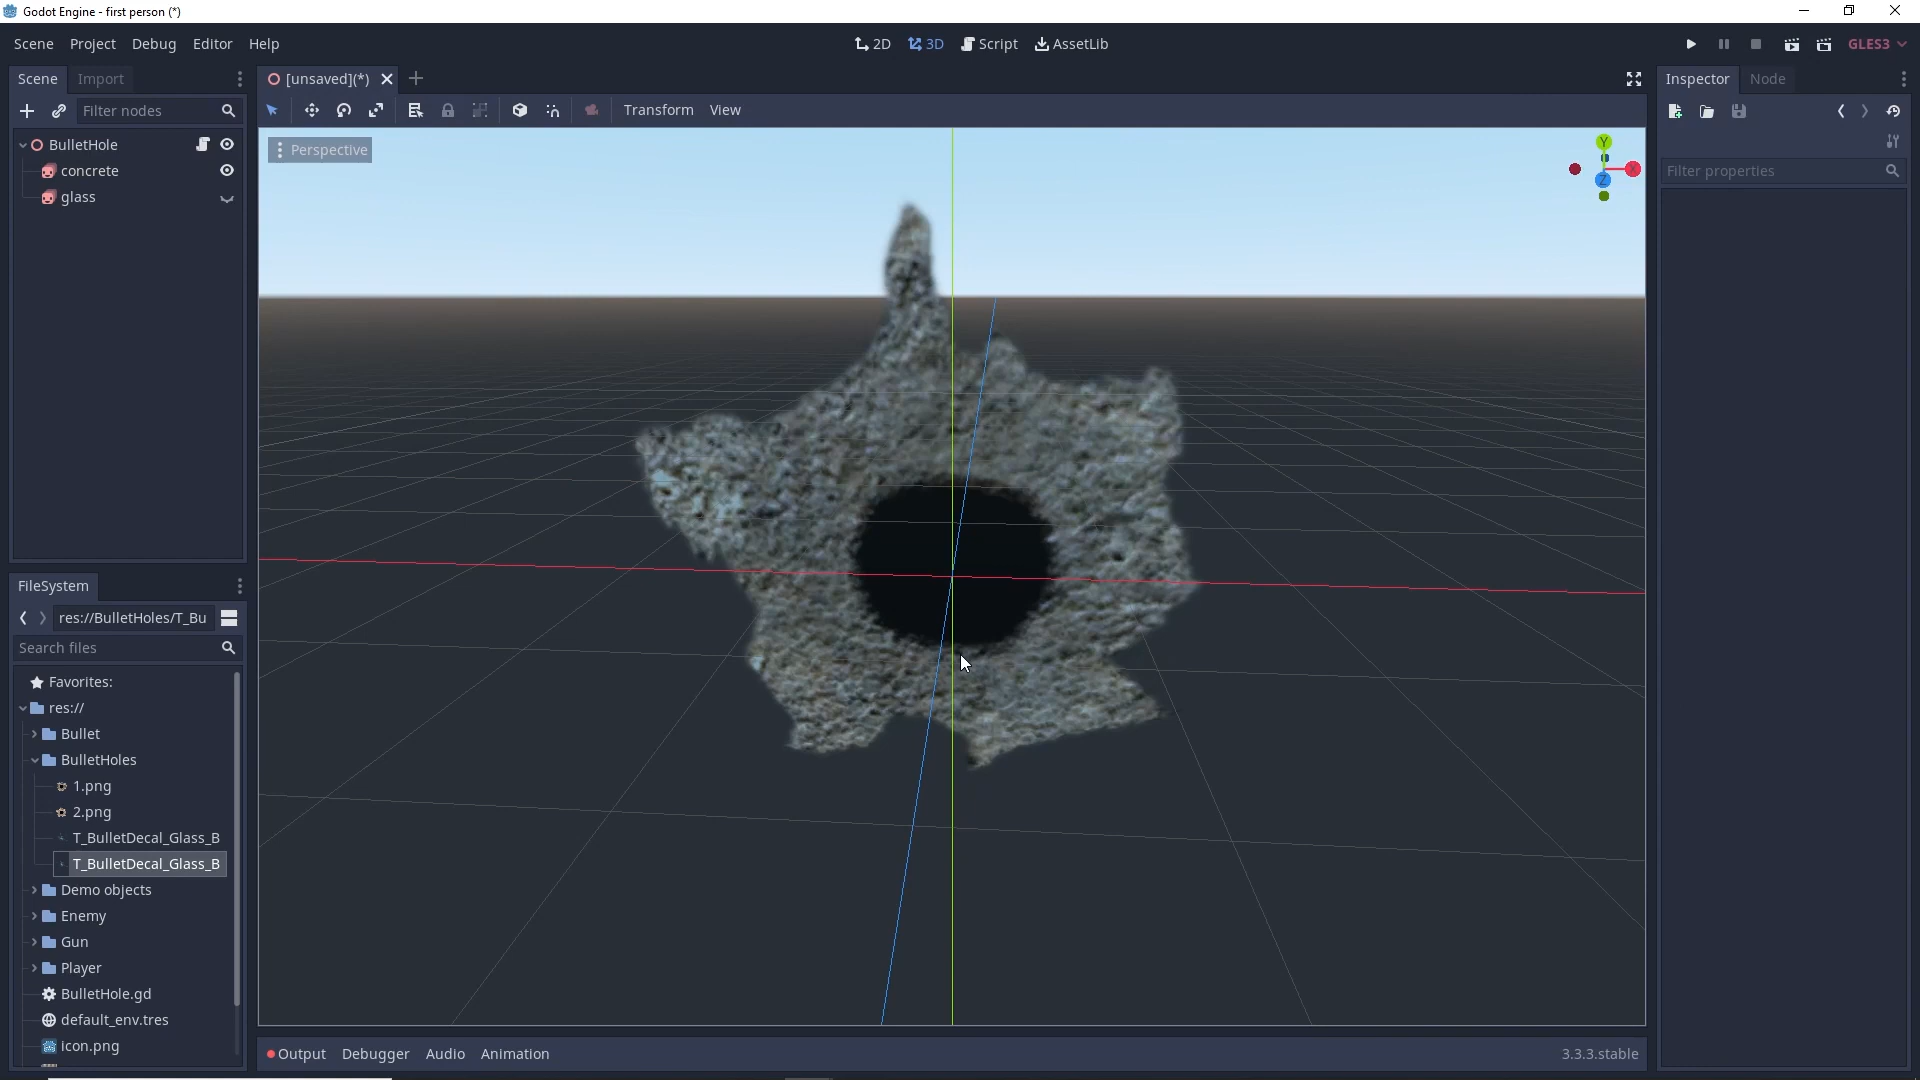 Godot Engine - first person (*)
Scene Project Debug Editor Help
2D 3D Script AssetLib
GLES3
Scene Import
[unsaved](*)
Inspector Node
Filter nodes
Transform View
BulletHole
concrete
glass
Perspective
Y
X
Z
Filter properties
FileSystem
res://BulletHoles/T_Bu
Search files
Favorites:
res://
Bullet
BulletHoles
1.png
2.png
T_BulletDecal_Glass_B
T_BulletDecal_Glass_B
Demo objects
Enemy
Gun
Player
BulletHole.gd
default_env.tres
icon.png
Output Debugger Audio Animation
3.3.3.stable